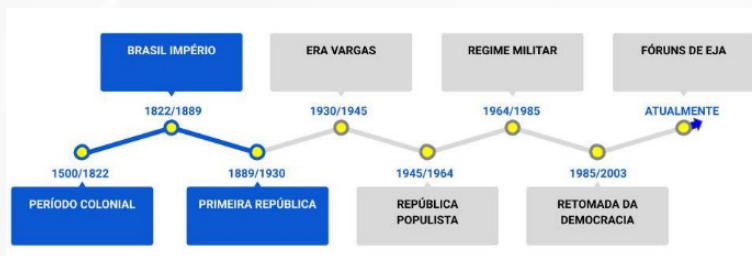 BRASIL IMPÉRIO
ERA VARGAS
REGIME MILITAR
FÓRUNS DE EJA
1822/1889
1930/1945
1964/1985
ATUALMENTE
1500/1822
1889/1930
1945/1964
1985/2003
PERÍODO COLONIAL
PRIMEIRA REPÚBLICA
REPÚBLICA
POPULISTA
RETOMADA DA
DEMOCRACIA